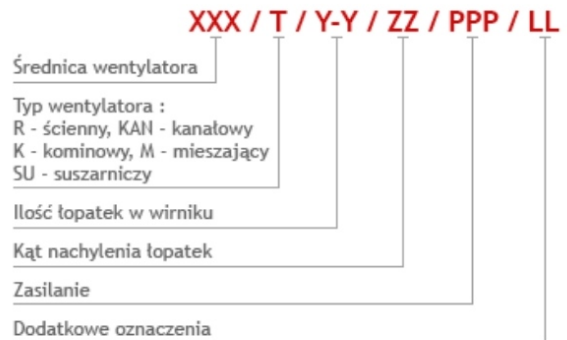 XXX / T / Y-Y / ZZ / PPP / LL
Średnica wentylatora
Typ wentylatora :
R - ścienny, KAN - kanałowy
K - kominowy, M - mieszający
SU - suszarniczy
Ilość łopatek w wirniku
Kąt nachylenia łopatek
Zasilanie
Dodatkowe oznaczenia